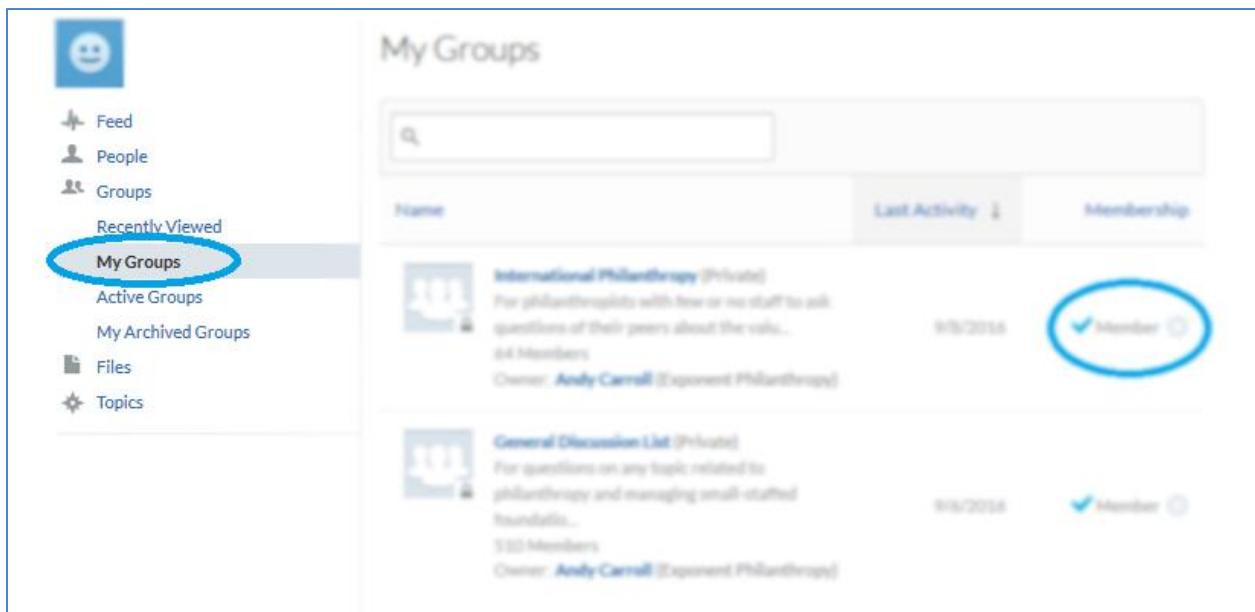 My Groups
Feed
People
Groups
Recently Viewed
My Groups
Active Groups
My Archived Groups
Files
Topics
Name
Last Activity
Membership
International Philanthropy (Private)
For philanthropists with few or no staff to ask
questions of their peers about the valu...
64 Members
Owner: Andy Carroll (Exponent Philanthropy)
9/8/2016
Member
General Discussion List (Private)
For questions on any topic related to
philanthropy and managing small-staffed
foundatio...
510 Members
Owner: Andy Carroll (Exponent Philanthropy)
9/6/2016
Member